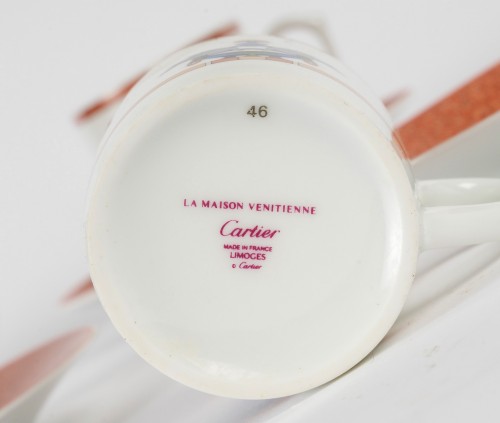 46
LA MAISON VENITIENNE
Cartier
MADE IN FRANCE
LIMOGES
© Cartier